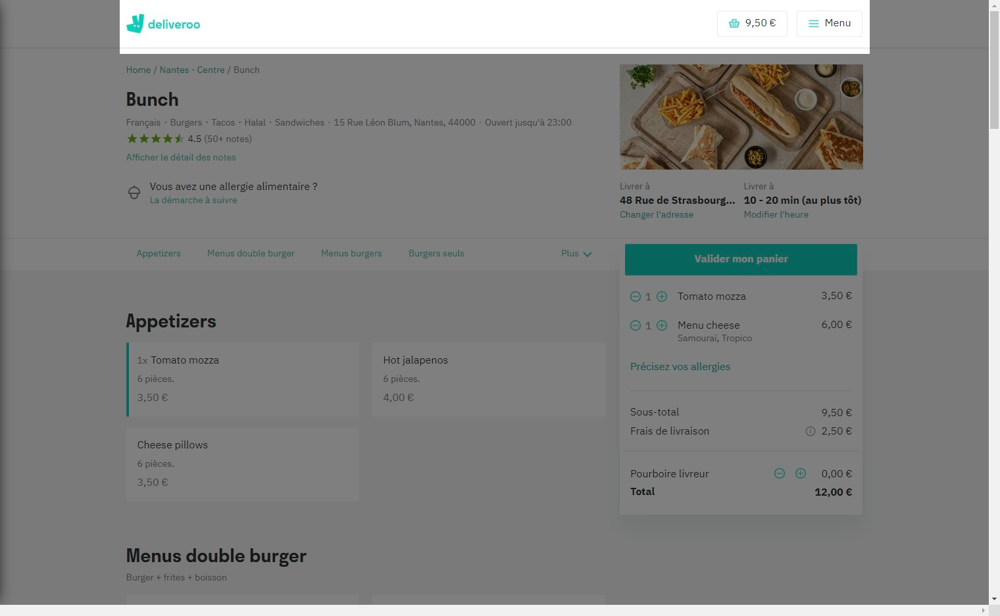 deliveroo
9,50 €
Menu
Home / Nantes - Centre / Bunch
Bunch
Français · Burgers · Tacos · Halal · Sandwiches · 15 Rue Léon Blum, Nantes, 44000 · Ouvert jusqu'à 23:00
4.5 (50+ notes)
Afficher le détail des notes
Vous avez une allergie alimentaire ?
La démarche à suivre
Livrer à
48 Rue de Strasbourg...
Changer l'adresse
Livrer à
10 - 20 min (au plus tôt)
Modifier l'heure
Appetizers
Menus double burger
Menus burgers
Burgers seuls
Plus
Valider mon panier
1 Tomato mozza 3,50 €
1 Menu cheese 6,00 €
Samouraï, Tropico
Précisez vos allergies
Sous-total 9,50 €
Frais de livraison 2,50 €
Pourboire livreur 0,00 €
Total 12,00 €
Appetizers
1x Tomato mozza
6 pièces.
3,50 €
Hot jalapenos
6 pièces.
4,00 €
Cheese pillows
6 pièces.
3,50 €
Menus double burger
Burger + frites + boisson